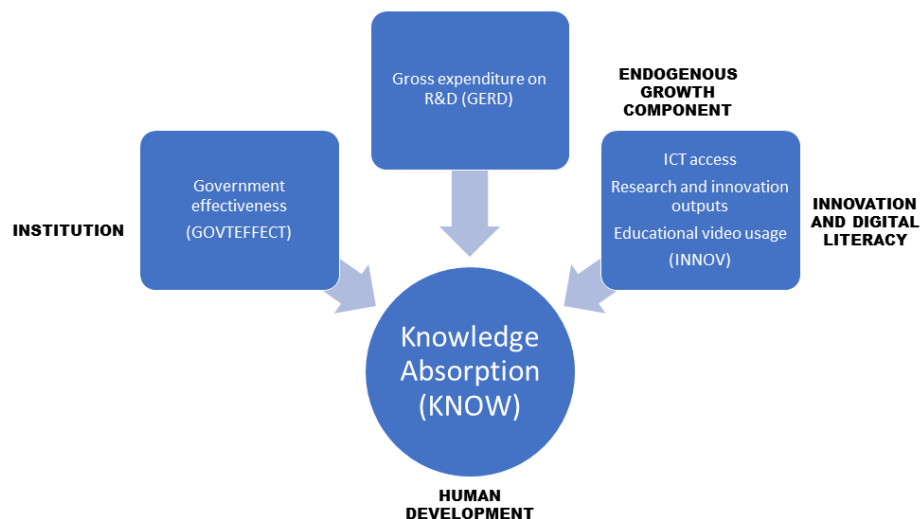 Gross expenditure on
R&D (GERD)
ENDOGENOUS
GROWTH
COMPONENT
INSTITUTION
Government
effectiveness
(GOVTEFFECT)
ICT access
Research and innovation
outputs
Educational video usage
(INNOV)
INNOVATION
AND DIGITAL
LITERACY
Knowledge
Absorption
(KNOW)
HUMAN
DEVELOPMENT